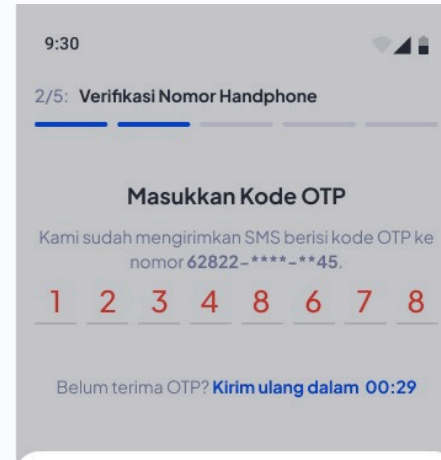 9:30
2/5: Verifikasi Nomor Handphone
Masukkan Kode OTP
Kami sudah mengirimkan SMS berisi kode OTP ke
nomor 62822-****-**45.
1 2 3 4 8 6 7 8
Belum terima OTP? Kirim ulang dalam 00:29